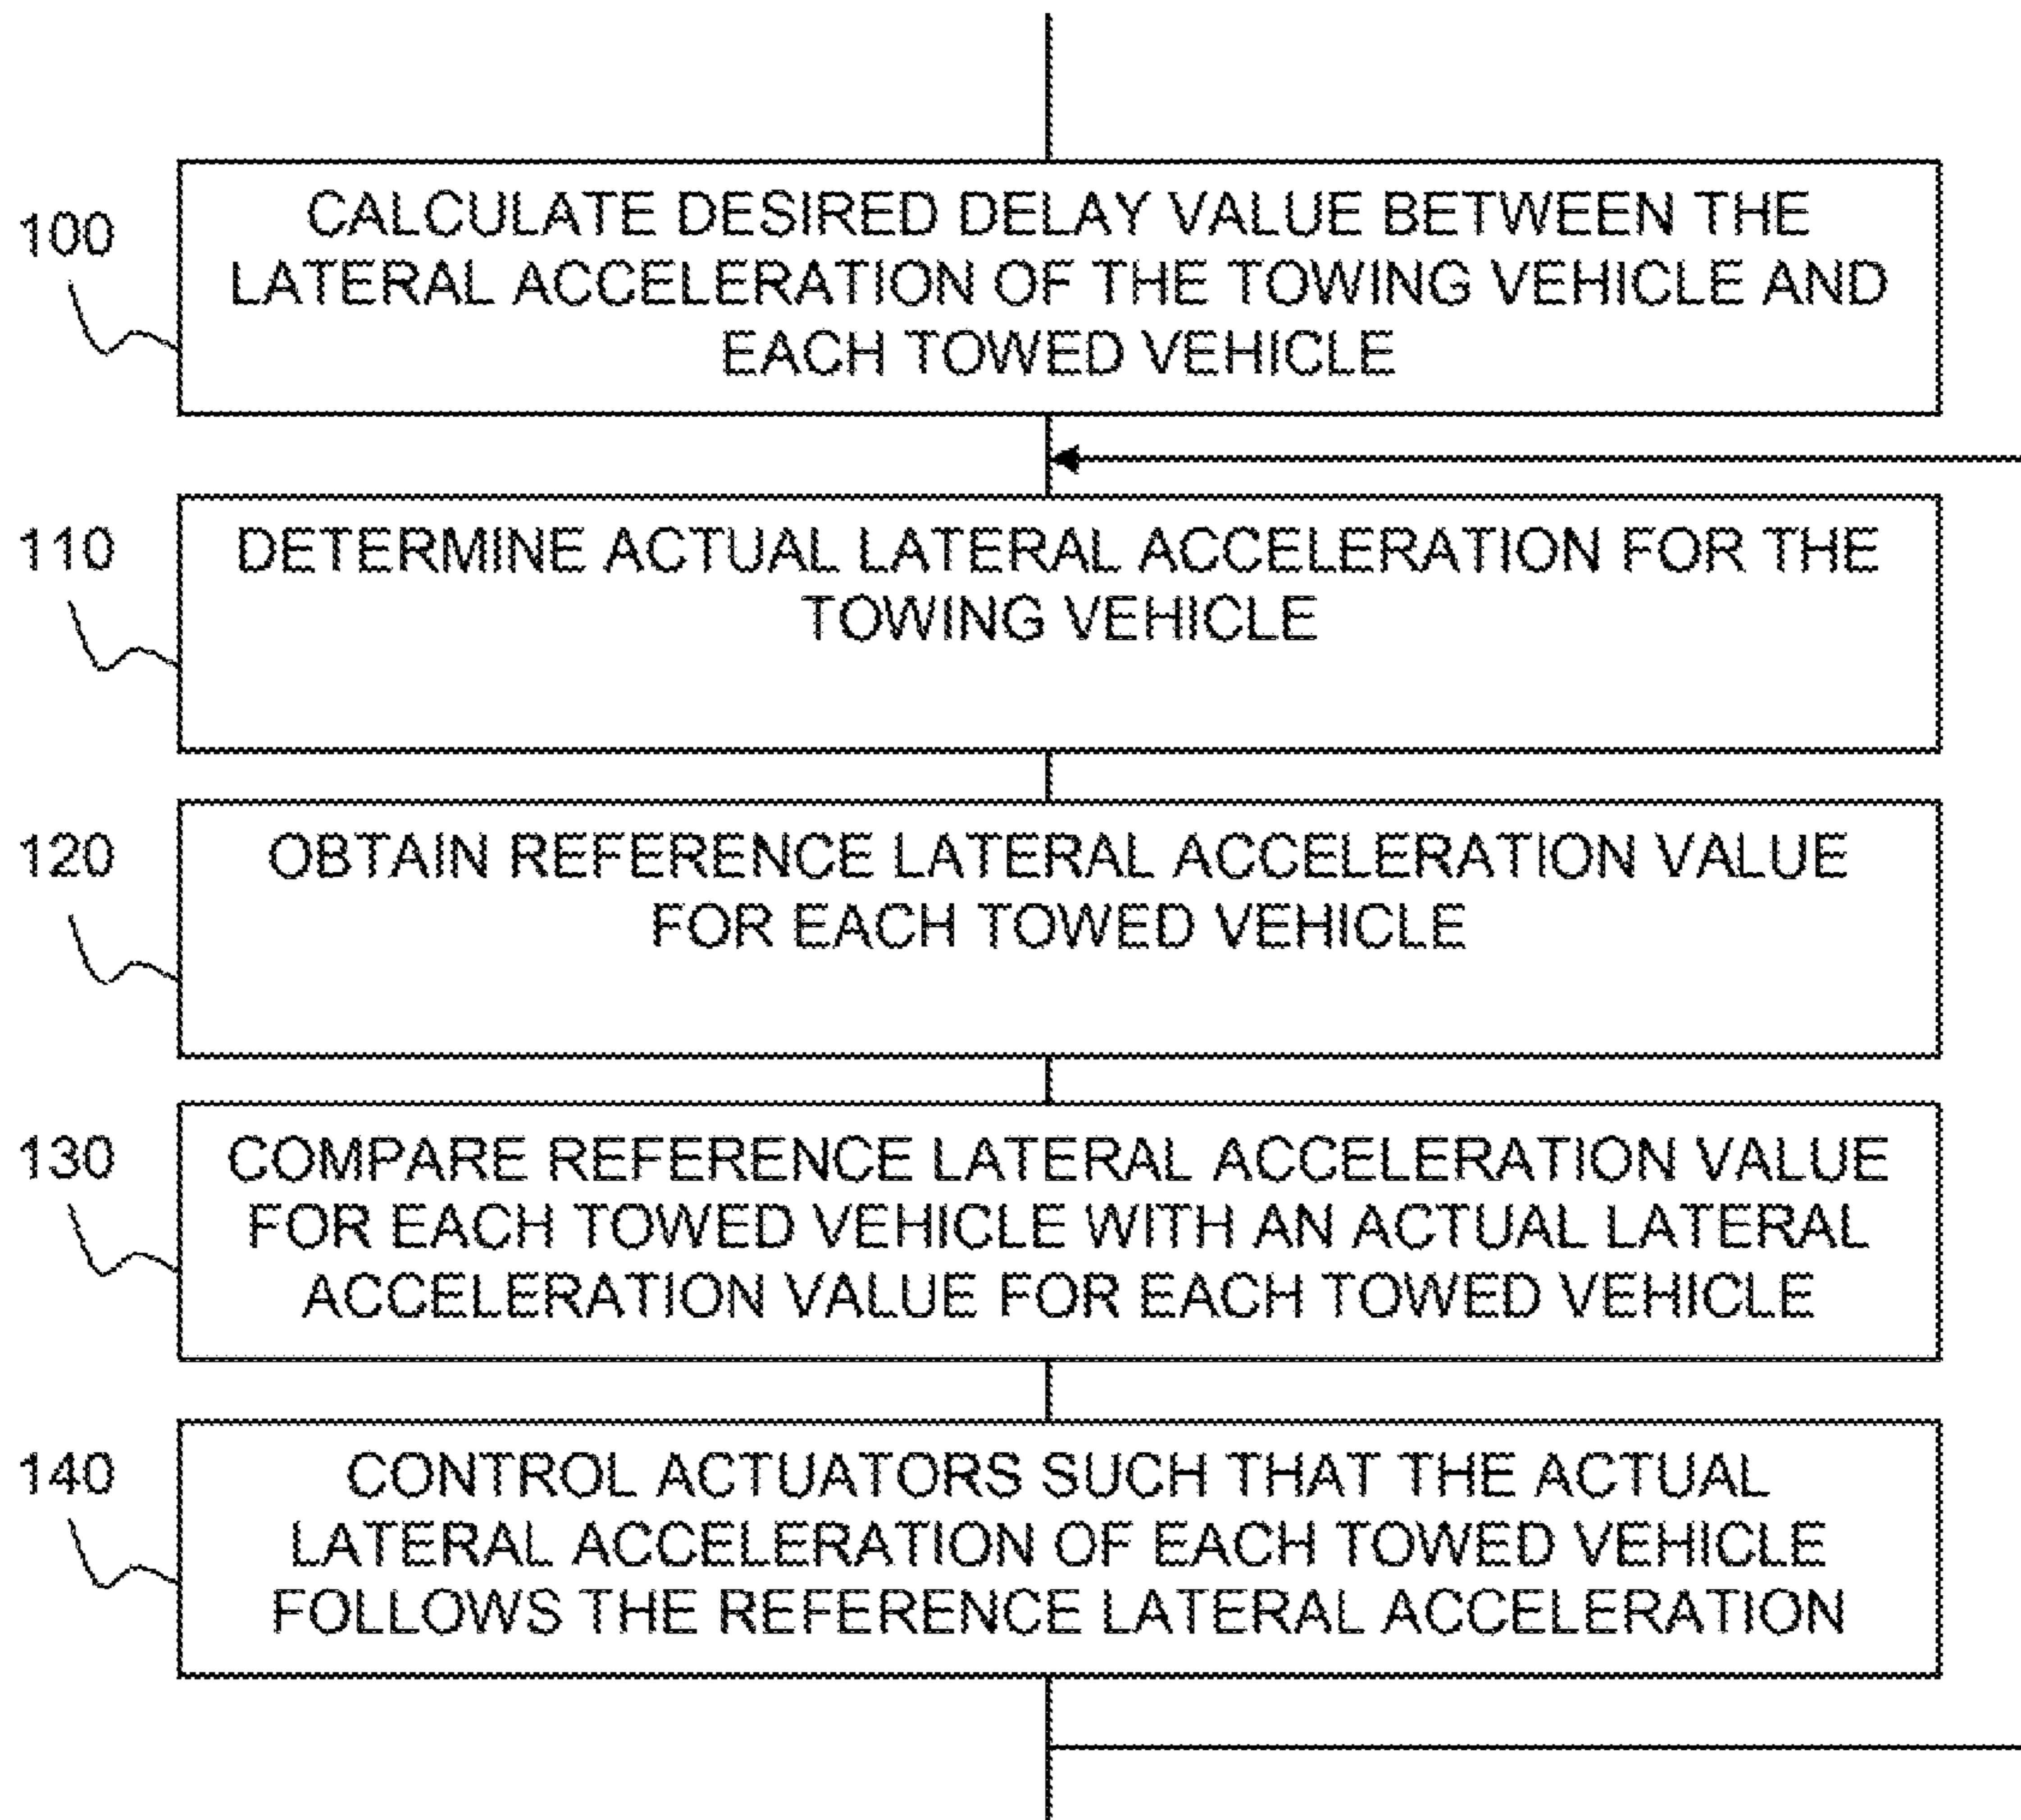 100
CALCULATE DESIRED DELAY VALUE BETWEEN THE
LATERAL ACCELERATION OF THE TOWING VEHICLE AND
EACH TOWED VEHICLE
110
DETERMINE ACTUAL LATERAL ACCELERATION FOR THE
TOWING VEHICLE
120
OBTAIN REFERENCE LATERAL ACCELERATION VALUE
FOR EACH TOWED VEHICLE
130
COMPARE REFERENCE LATERAL ACCELERATION VALUE
FOR EACH TOWED VEHICLE WITH AN ACTUAL LATERAL
ACCELERATION VALUE FOR EACH TOWED VEHICLE
140
CONTROL ACTUATORS SUCH THAT THE ACTUAL
LATERAL ACCELERATION OF EACH TOWED VEHICLE
FOLLOWS THE REFERENCE LATERAL ACCELERATION